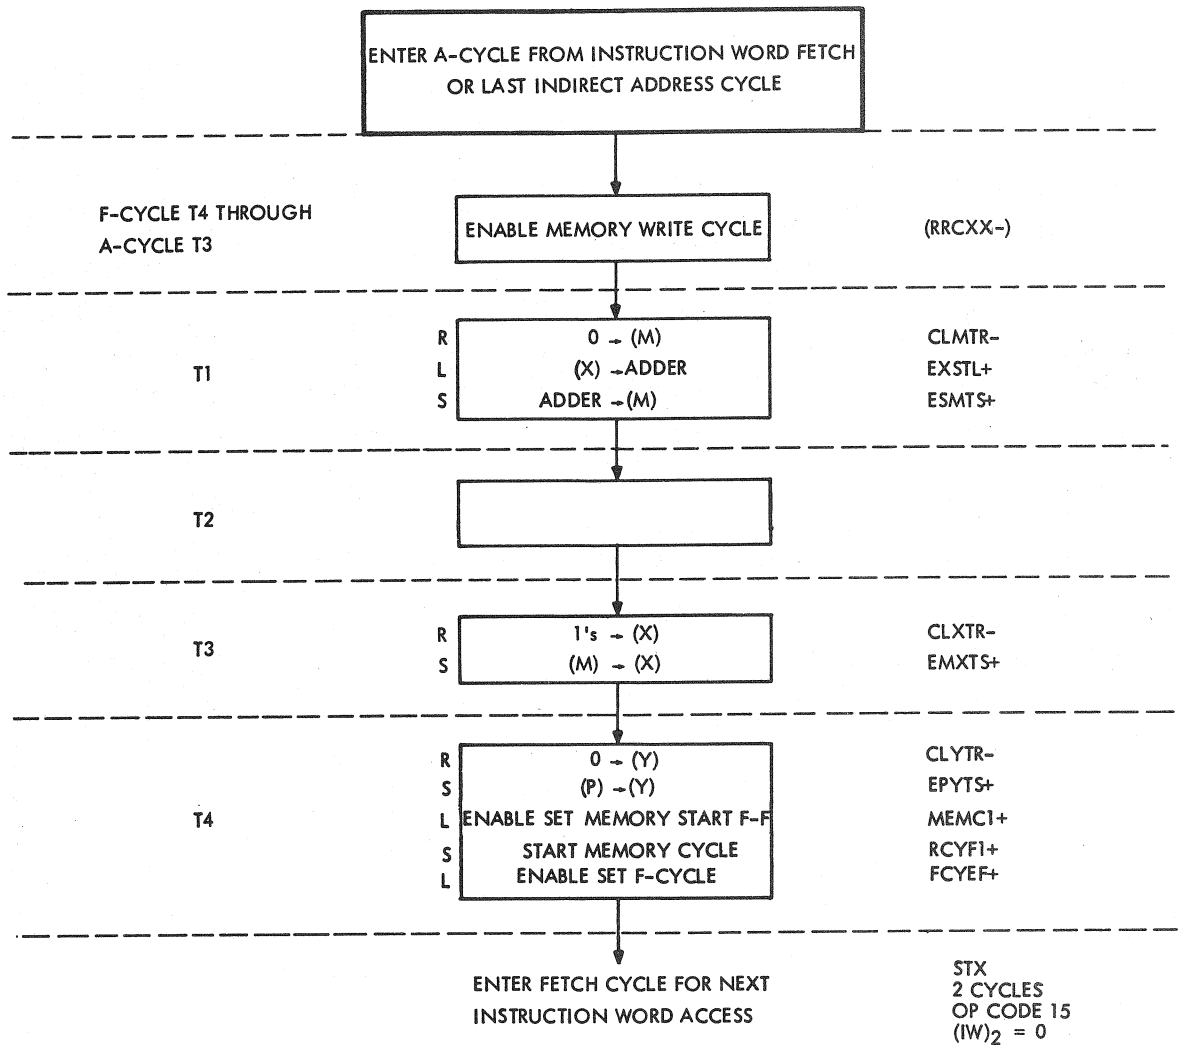 ENTER A-CYCLE FROM INSTRUCTION WORD FETCH
OR LAST INDIRECT ADDRESS CYCLE
F-CYCLE T4 THROUGH
A-CYCLE T3
ENABLE MEMORY WRITE CYCLE
(RRCXX-)
T1
R 0 → (M) CLMTR-
L (X) → ADDER EXSTL+
S ADDER → (M) ESMTS+
T2
T3
R 1's → (X) CLXTR-
S (M) → (X) EMXTS+
T4
R 0 → (Y) CLYTR-
S (P) → (Y) EPYTS+
L ENABLE SET MEMORY START F-F MEMC1+
S START MEMORY CYCLE RCYF1+
L ENABLE SET F-CYCLE FCYEF+
ENTER FETCH CYCLE FOR NEXT
INSTRUCTION WORD ACCESS
STX
2 CYCLES
OP CODE 15
(IW)₂ = 0